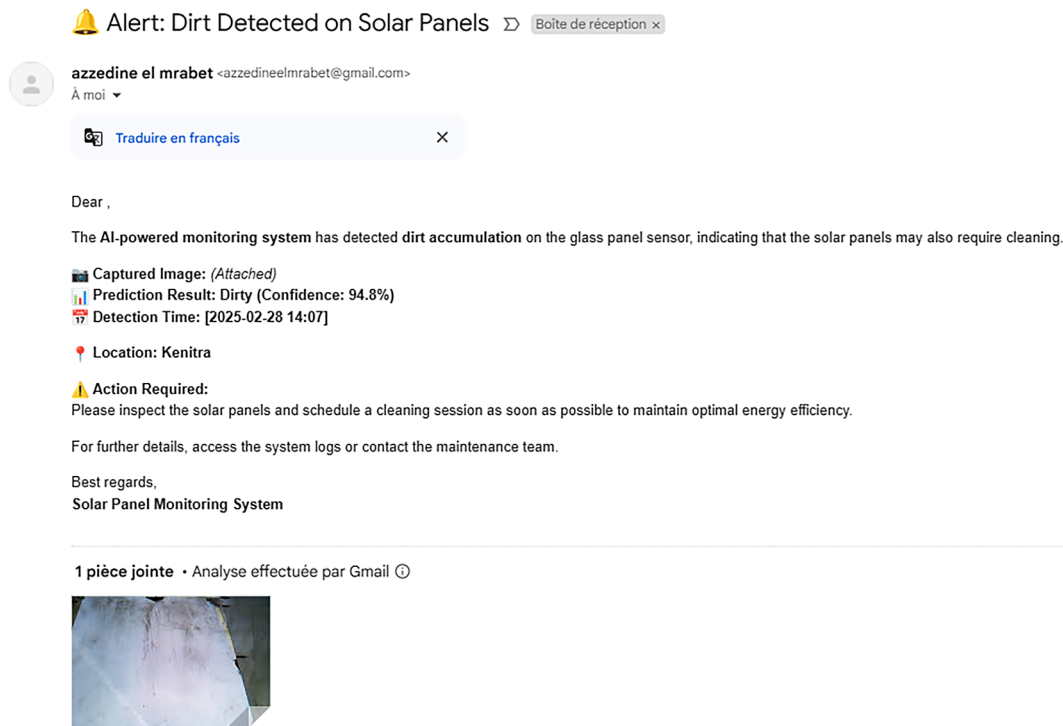 🔔 Alert: Dirt Detected on Solar Panels Boîte de réception ×
azzedine el mrabet <azzedineelmrabet@gmail.com>
À moi
Traduire en français
Dear ,
The AI-powered monitoring system has detected dirt accumulation on the glass panel sensor, indicating that the solar panels may also require cleaning.
📷 Captured Image: (Attached)
📊 Prediction Result: Dirty (Confidence: 94.8%)
📅 Detection Time: [2025-02-28 14:07]
📍 Location: Kenitra
⚠️ Action Required:
Please inspect the solar panels and schedule a cleaning session as soon as possible to maintain optimal energy efficiency.
For further details, access the system logs or contact the maintenance team.
Best regards,
Solar Panel Monitoring System
1 pièce jointe • Analyse effectuée par Gmail